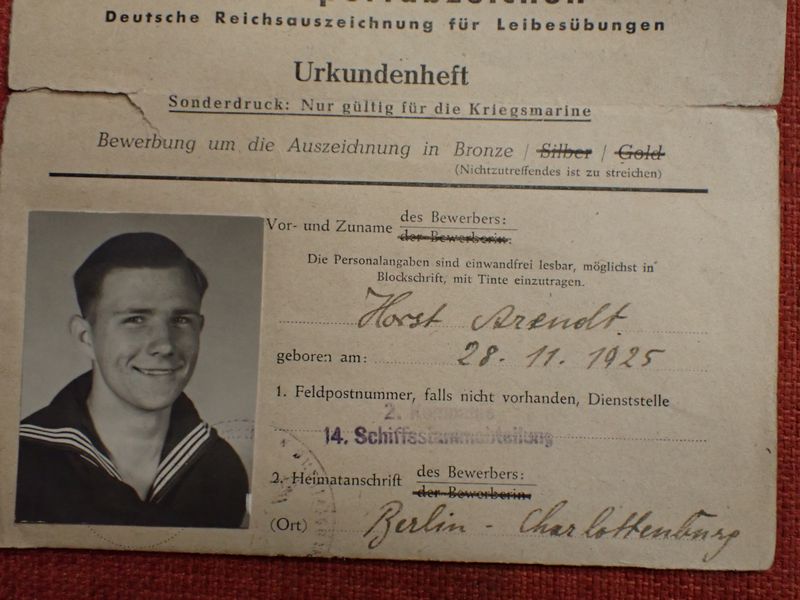 Deutsche Reichsauszeichnung für Leibesübungen
Urkundenheft
Sonderdruck: Nur gültig für die Kriegsmarine
Bewerbung um die Auszeichnung in Bronze / Silber / Gold
(Nichtzutreffendes ist zu streichen)
Vor- und Zuname des Bewerbers:
der Bewerberin:
Die Personalangaben sind einwandfrei lesbar, möglichst in
Blockschrift, mit Tinte einzutragen.
Horst Arendt
geboren am: 28. 11. 1925
1. Feldpostnummer, falls nicht vorhanden, Dienststelle
2. Kompanie
14. Schiffsstammabteilung
2. Heimatanschrift des Bewerbers:
der Bewerberin:
(Ort) Berlin - Charlottenburg